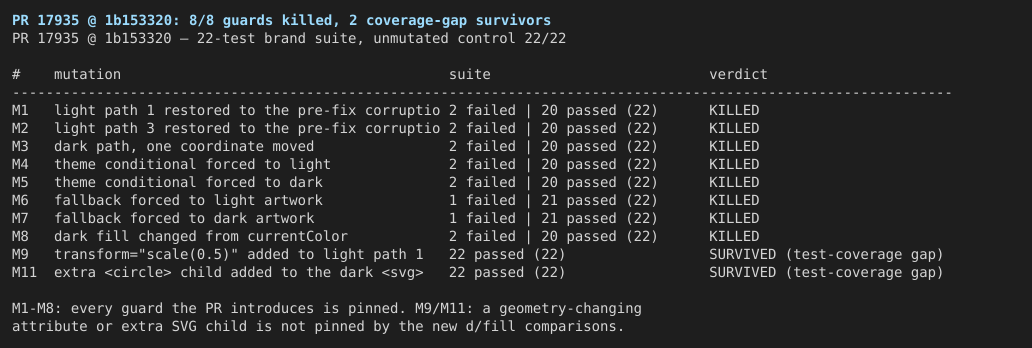 PR 17935 @ 1b153320: 8/8 guards killed, 2 coverage-gap survivors
PR 17935 @ 1b153320 — 22-test brand suite, unmutated control 22/22
# mutation suite verdict
--------------------------------------------------------------------------------------------------------------
M1 light path 1 restored to the pre-fix corruptio 2 failed | 20 passed (22) KILLED
M2 light path 3 restored to the pre-fix corruptio 2 failed | 20 passed (22) KILLED
M3 dark path, one coordinate moved 2 failed | 20 passed (22) KILLED
M4 theme conditional forced to light 2 failed | 20 passed (22) KILLED
M5 theme conditional forced to dark 2 failed | 20 passed (22) KILLED
M6 fallback forced to light artwork 1 failed | 21 passed (22) KILLED
M7 fallback forced to dark artwork 1 failed | 21 passed (22) KILLED
M8 dark fill changed from currentColor 2 failed | 20 passed (22) KILLED
M9 transform="scale(0.5)" added to light path 1 22 passed (22) SURVIVED (test-coverage gap)
M11 extra <circle> child added to the dark <svg> 22 passed (22) SURVIVED (test-coverage gap)
M1-M8: every guard the PR introduces is pinned. M9/M11: a geometry-changing
attribute or extra SVG child is not pinned by the new d/fill comparisons.